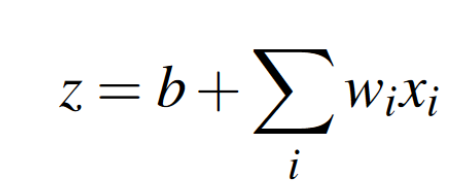 z = b + ∑ᵢ wᵢxᵢ